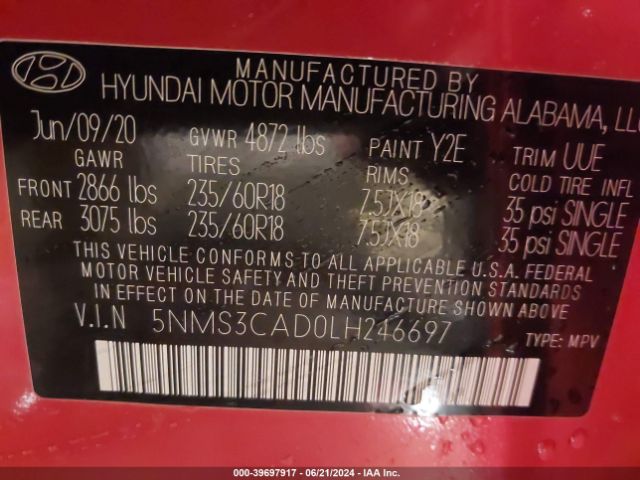 MANUFACTURED BY
HYUNDAI MOTOR MANUFACTURING ALABAMA, LLC
Jun/09/20 GVWR 4872 lbs PAINT Y2E TRIM UUE
GAWR TIRES RIMS COLD TIRE INFL
FRONT 2866 lbs 235/60R18 7.5JX18 35 psi SINGLE
REAR 3075 lbs 235/60R18 7.5JX18 35 psi SINGLE
THIS VEHICLE CONFORMS TO ALL APPLICABLE U.S.A. FEDERAL
MOTOR VEHICLE SAFETY AND THEFT PREVENTION STANDARDS
IN EFFECT ON THE DATE OF MANUFACTURE SHOWN ABOVE
V.I.N 5NMS3CAD0LH246697 TYPE: MPV
000-39697917 - 06/21/2024 - IAA Inc.